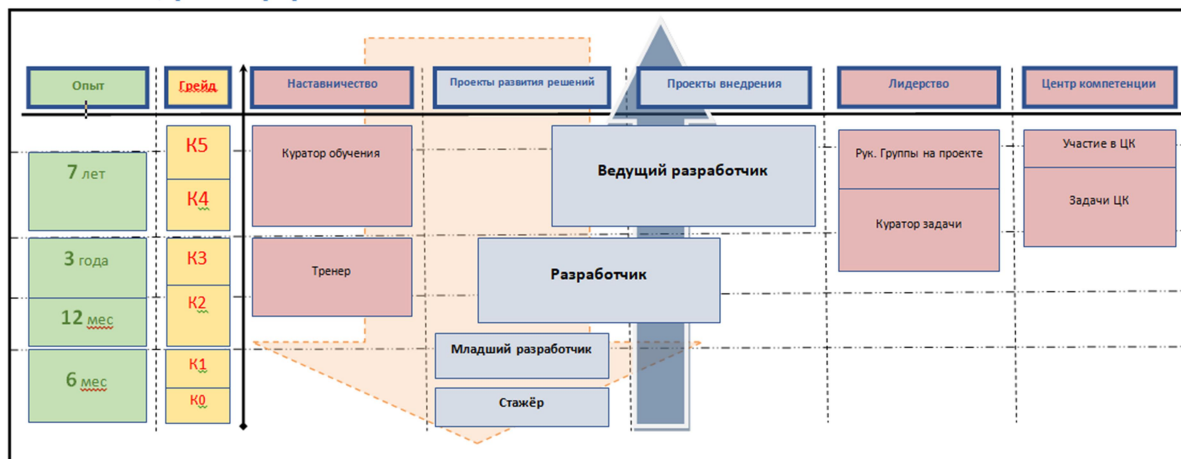 Опыт
Грейд
Наставничество
Проекты развития решений
Проекты внедрения
Лидерство
Центр компетенции
К5
Куратор обучения
Ведущий разработчик
Рук. Группы на проекте
Участие в ЦК
7 лет
К4
Куратор задачи
Задачи ЦК
3 года
К3
Тренер
Разработчик
12 мес
К2
Младший разработчик
6 мес
К1
К0
Стажёр